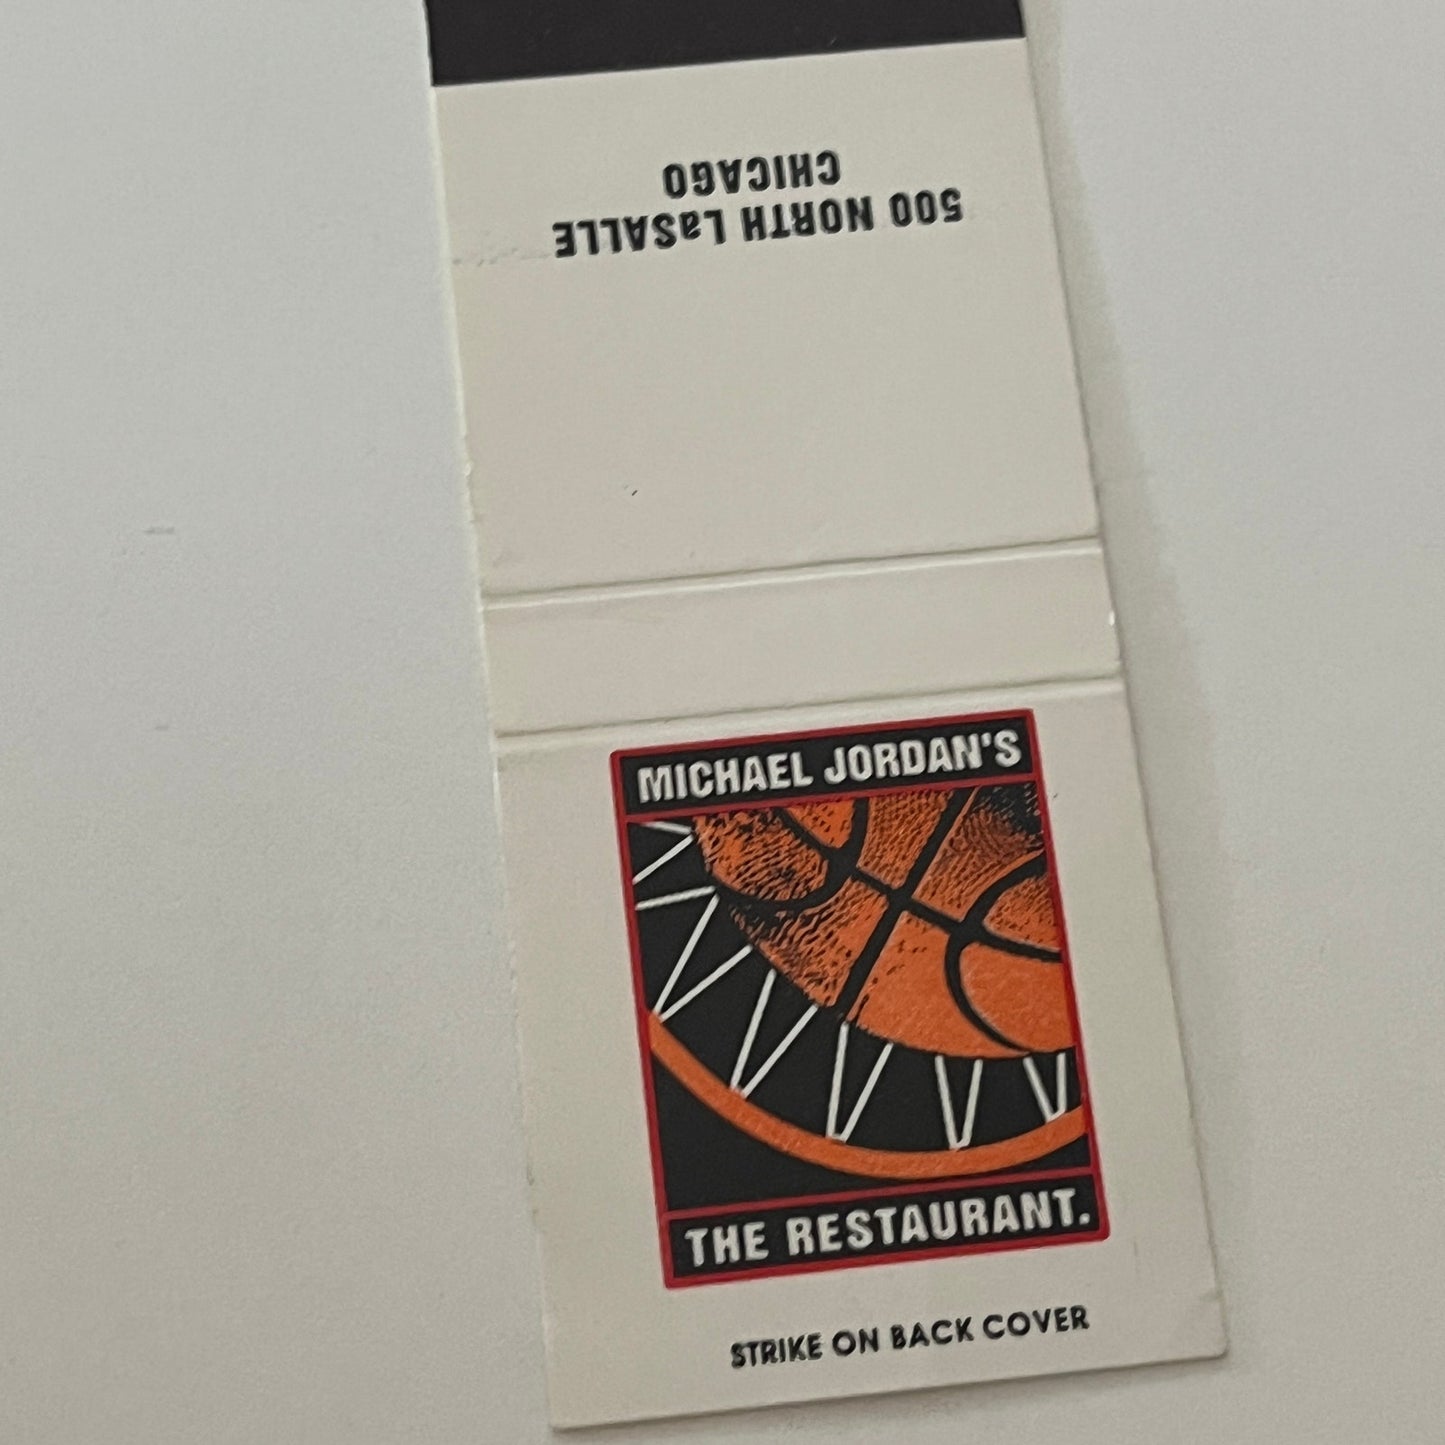 500 NORTH LaSALLE
CHICAGO
MICHAEL JORDAN'S
THE RESTAURANT.
STRIKE ON BACK COVER